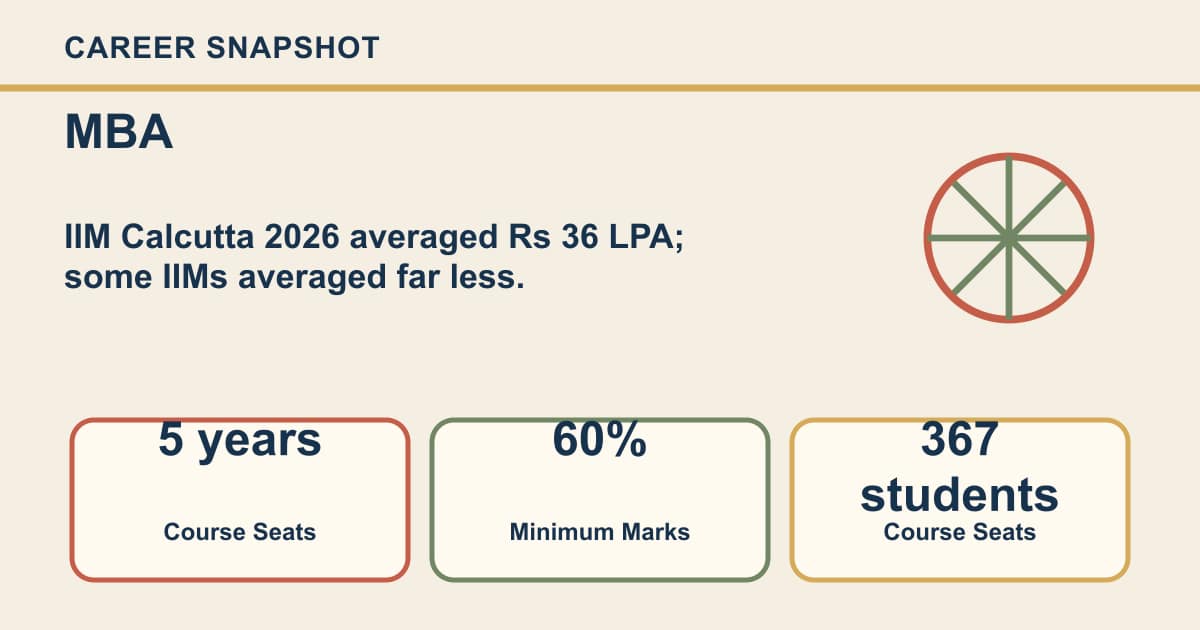 CAREER SNAPSHOT
MBA
IIM Calcutta 2026 averaged Rs 36 LPA;
some IIMs averaged far less.
5 years
Course Seats
60%
Minimum Marks
367
students
Course Seats